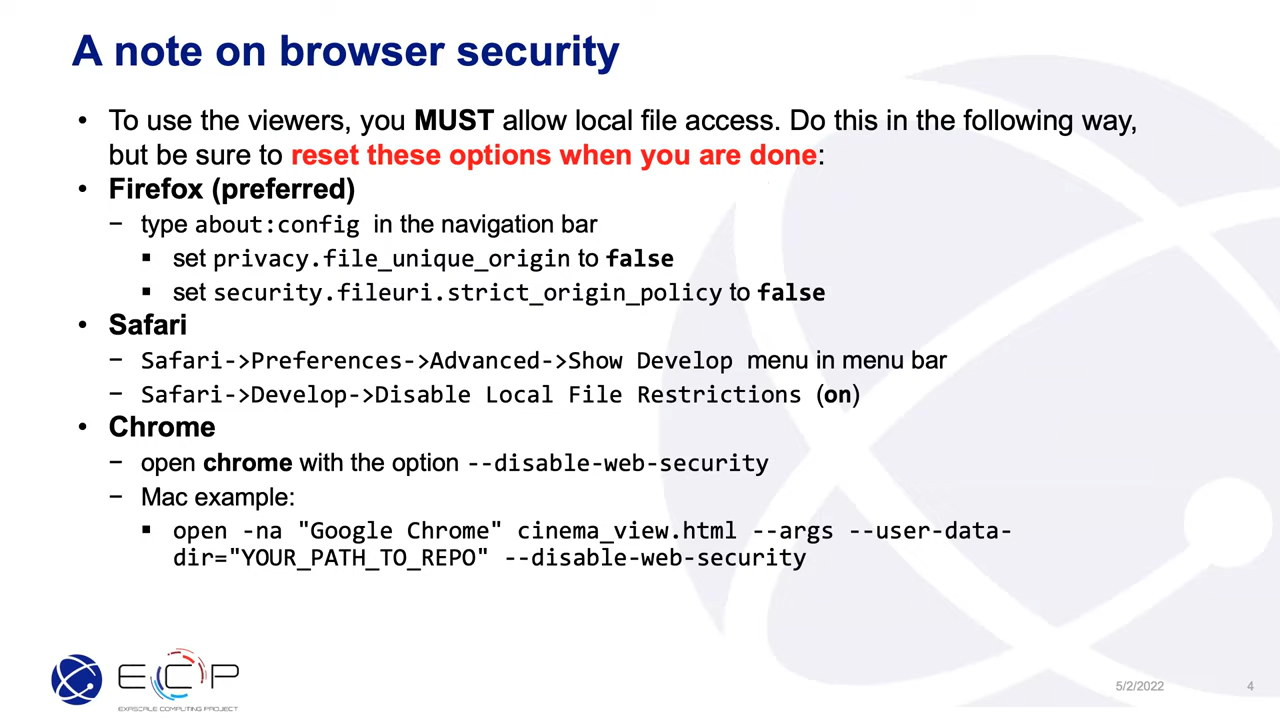 A note on browser security
• To use the viewers, you MUST allow local file access. Do this in the following way,
but be sure to reset these options when you are done:
• Firefox (preferred)
– type about:config in the navigation bar
▪ set privacy.file_unique_origin to false
▪ set security.fileuri.strict_origin_policy to false
• Safari
– Safari->Preferences->Advanced->Show Develop menu in menu bar
– Safari->Develop->Disable Local File Restrictions (on)
• Chrome
– open chrome with the option --disable-web-security
– Mac example:
▪ open -na "Google Chrome" cinema_view.html --args --user-data-
dir="YOUR_PATH_TO_REPO" --disable-web-security
ECP
EXASCALE COMPUTING PROJECT
5/2/2022
4